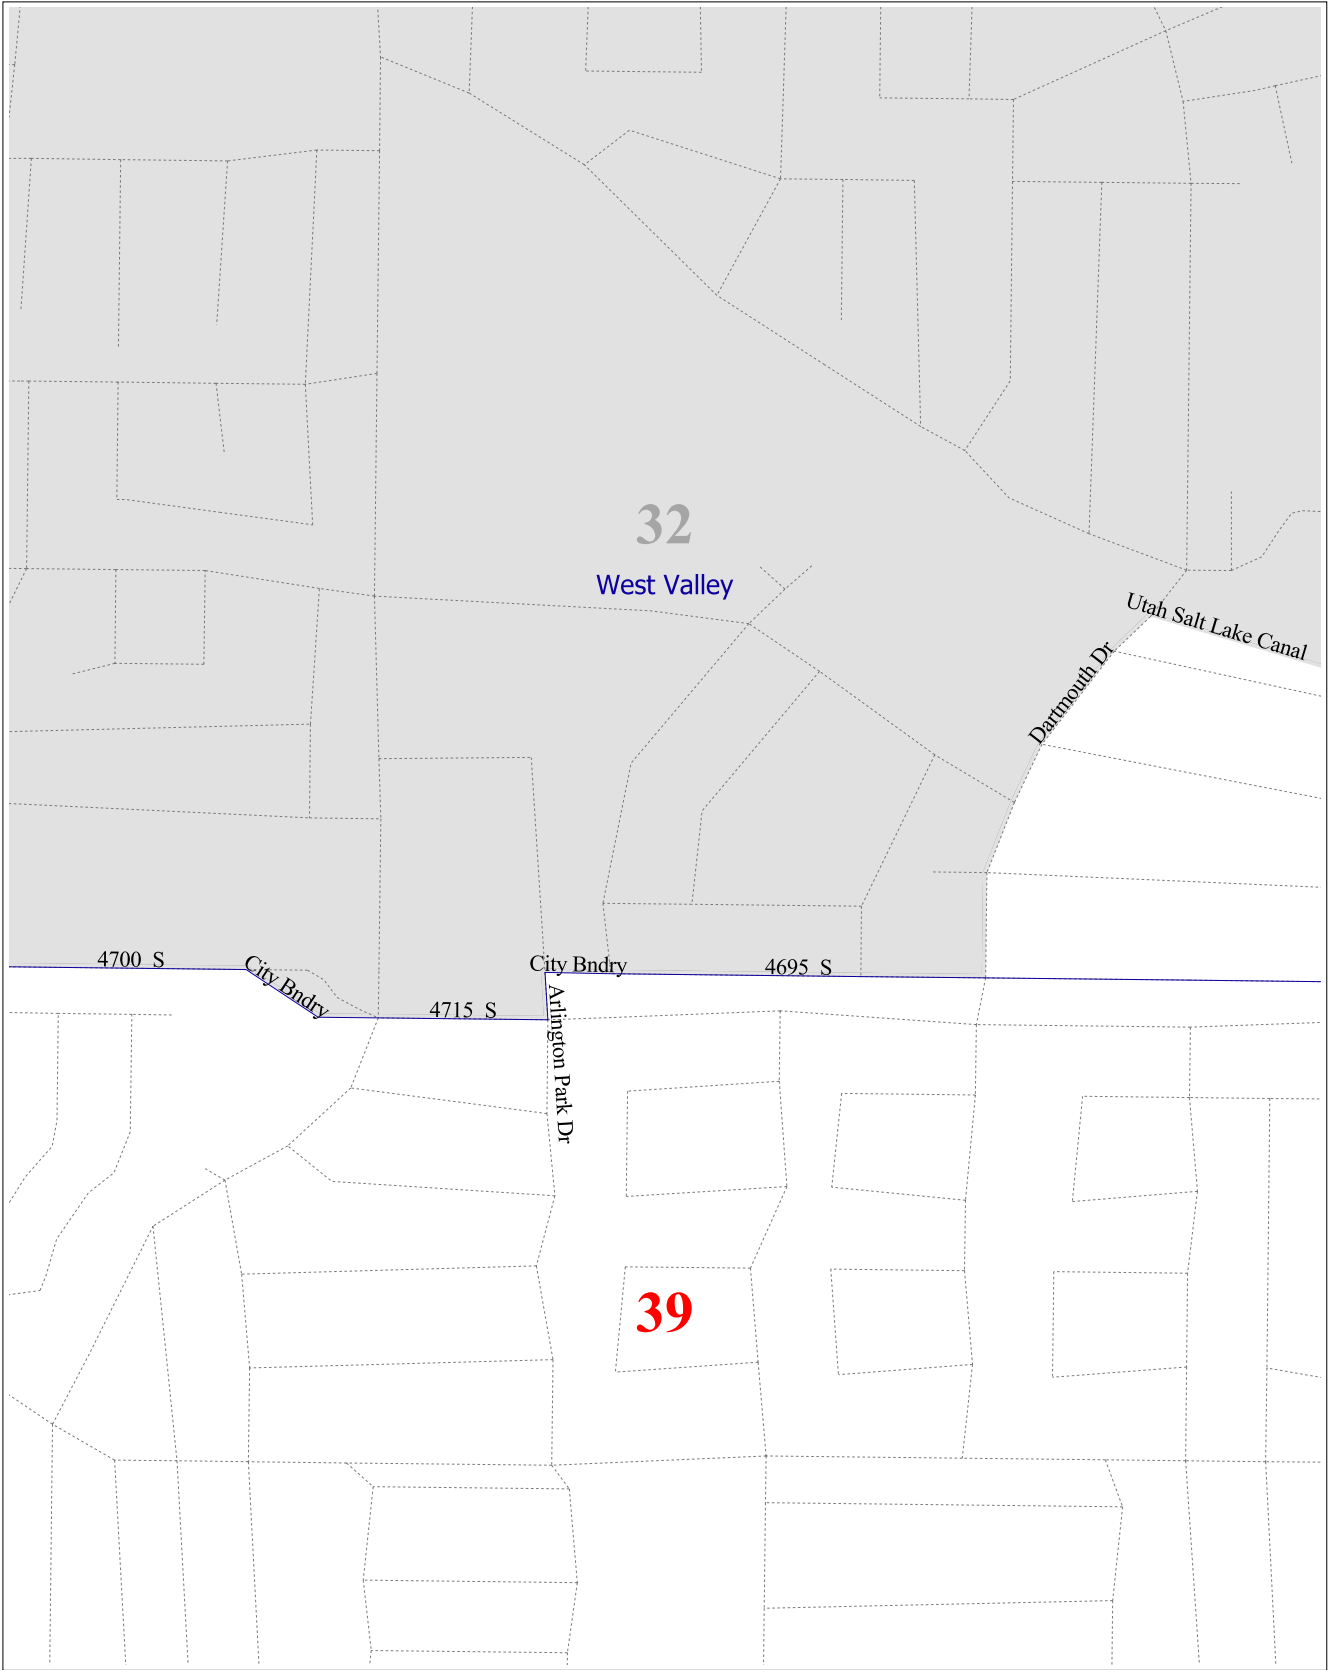 32
West Valley
Utah Salt Lake Canal
Dartmouth Dr
4700 S
City Bndry
City Bndry
4695 S
4715 S
Arlington Park Dr
39